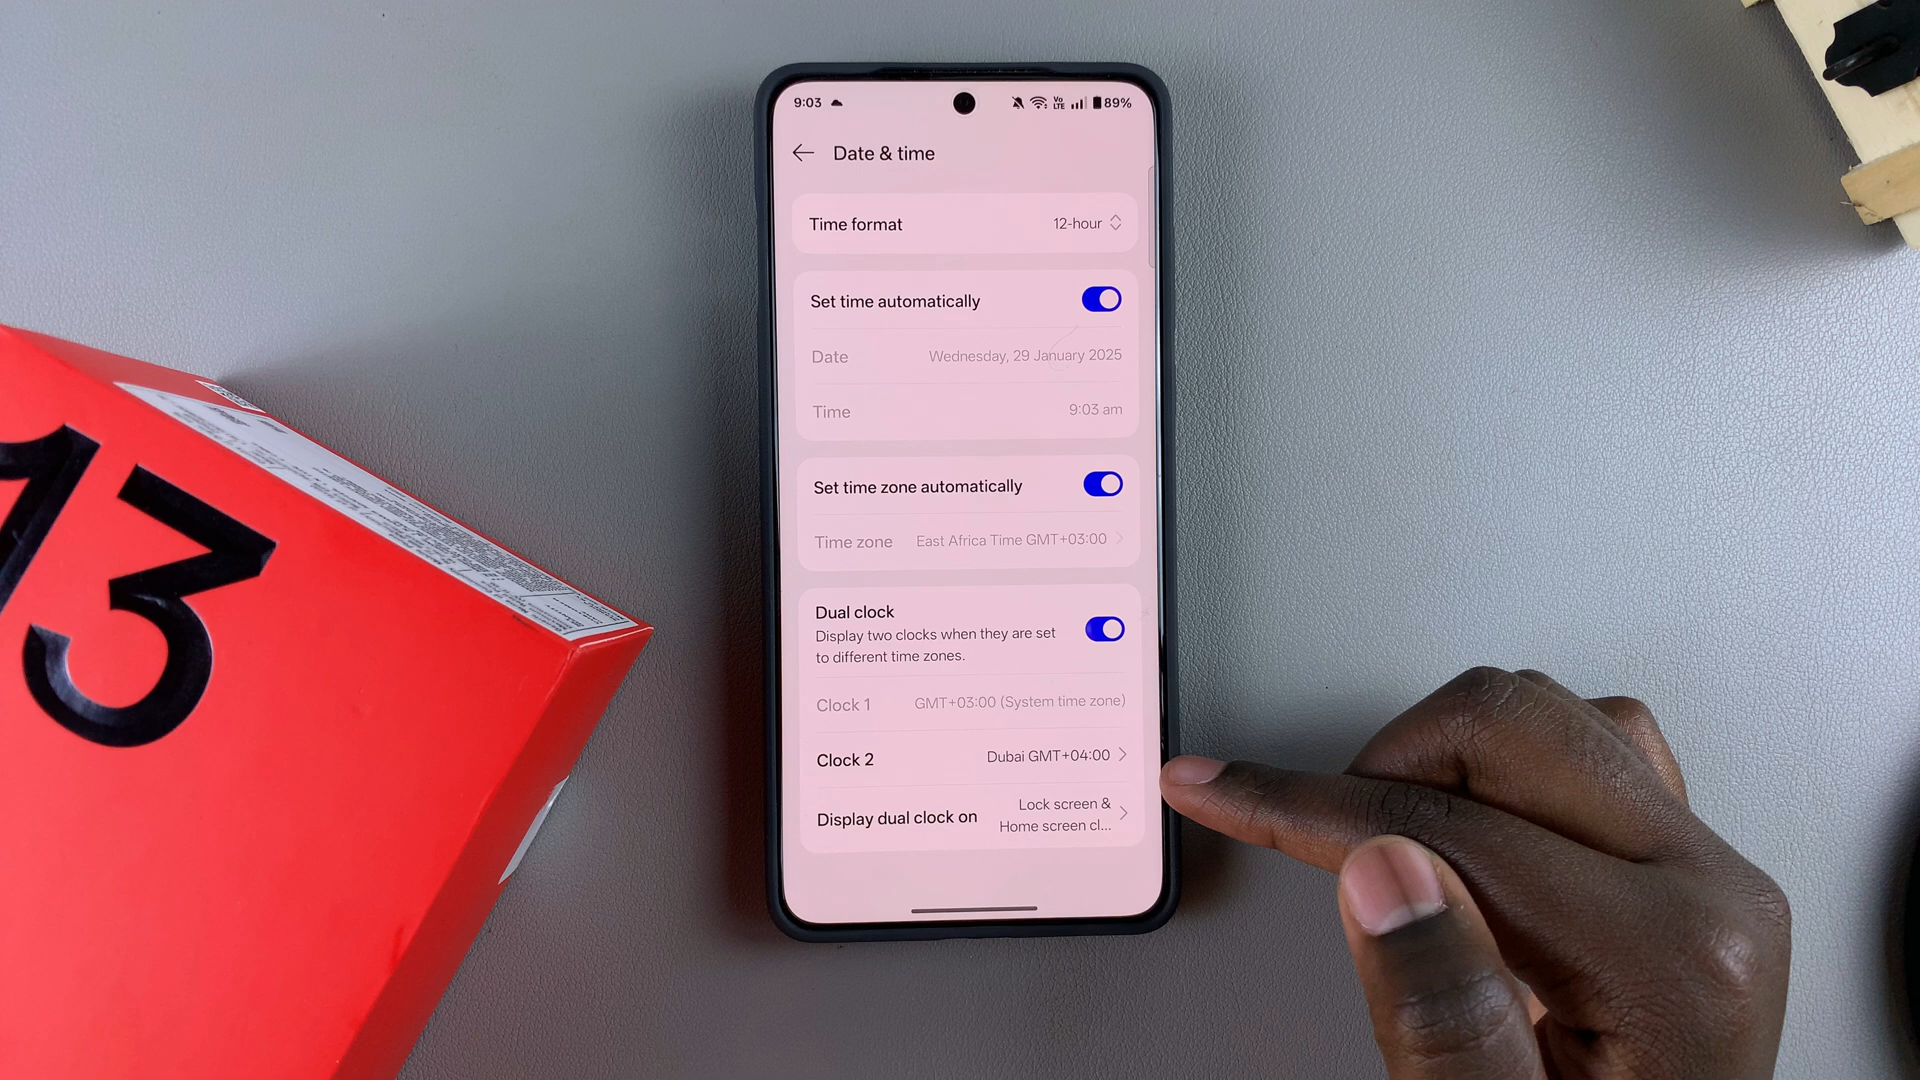 9:03 Vo LTE 89%
Date & time
Time format 12-hour
Set time automatically
Date Wednesday, 29 January 2025
Time 9:03 am
Set time zone automatically
Time zone East Africa Time GMT+03:00
Dual clock
Display two clocks when they are set
to different time zones.
Clock 1 GMT+03:00 (System time zone)
Clock 2 Dubai GMT+04:00
Display dual clock on Lock screen &
Home screen cl...
13